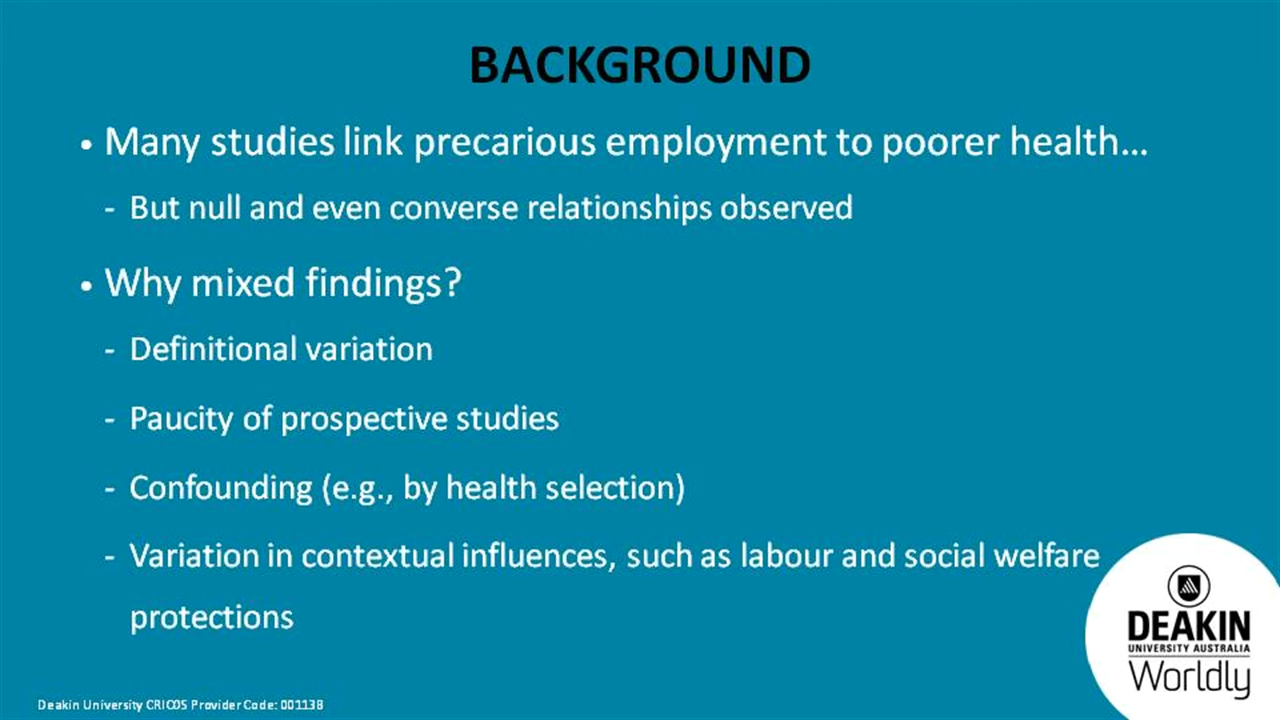 BACKGROUND
• Many studies link precarious employment to poorer health…
- But null and even converse relationships observed
• Why mixed findings?
- Definitional variation
- Paucity of prospective studies
- Confounding (e.g., by health selection)
- Variation in contextual influences, such as labour and social welfare
protections
DEAKIN
UNIVERSITY AUSTRALIA
Worldly
Deakin University CRICOS Provider Code: 00113B